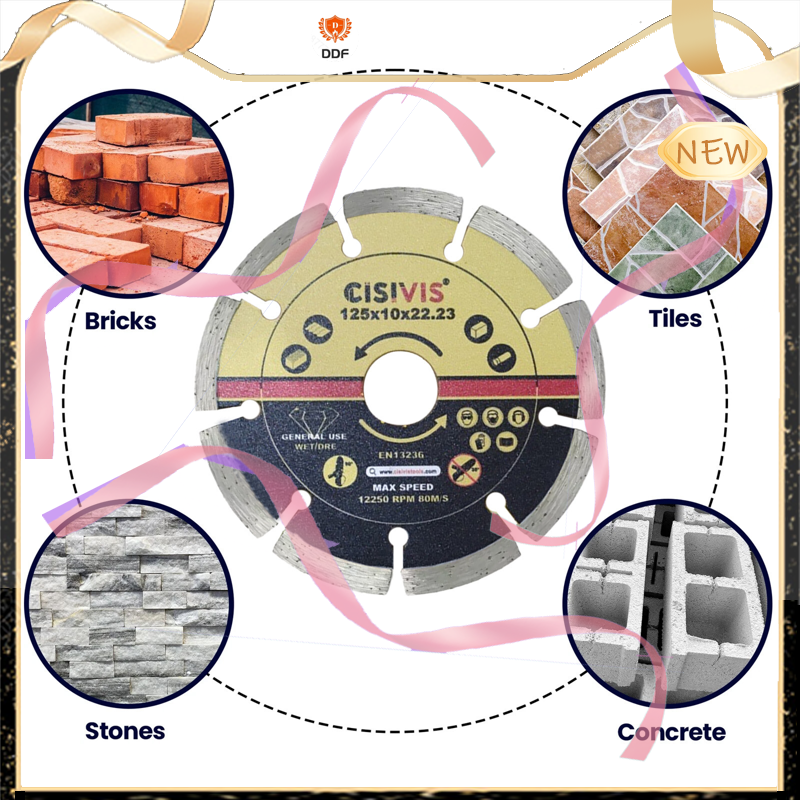 DDF
NEW
Bricks
Tiles
CISIVIS®
125x10x22.23
GENERAL USE
WET/DRE
EN13236
www.cisivistools.com
MAX SPEED
12250 RPM 80M/S
Stones
Concrete